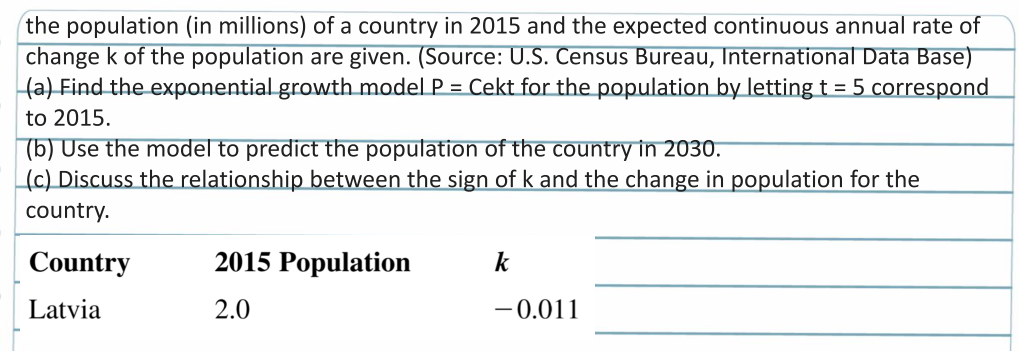 the population (in millions) of a country in 2015 and the expected continuous annual rate of
change k of the population are given. (Source: U.S. Census Bureau, International Data Base)
(a) Find the exponential growth model P = Cekt for the population by letting t = 5 correspond
to 2015.
(b) Use the model to predict the population of the country in 2030.
(c) Discuss the relationship between the sign of k and the change in population for the
country.
Country 2015 Population k
Latvia 2.0 −0.011